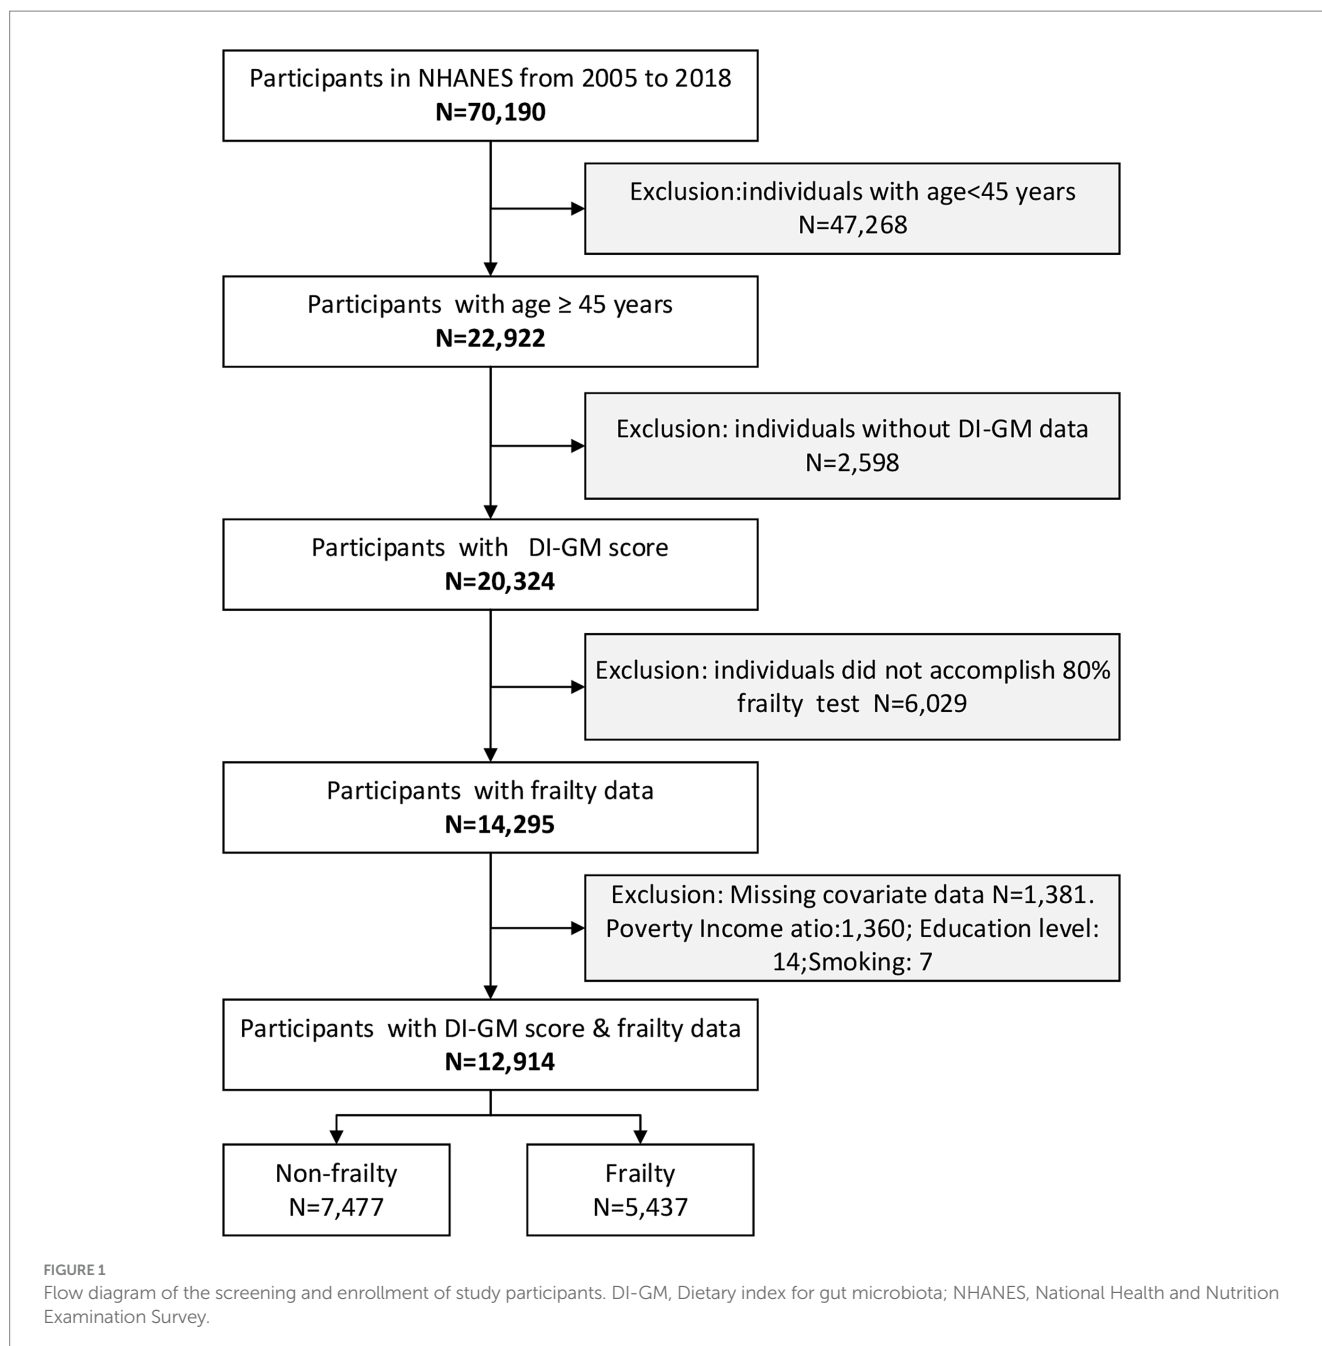 Participants in NHANES from 2005 to 2018
N=70,190
Exclusion:individuals with age<45 years
N=47,268
Participants with age ≥ 45 years
N=22,922
Exclusion: individuals without DI-GM data
N=2,598
Participants with DI-GM score
N=20,324
Exclusion: individuals did not accomplish 80%
frailty test N=6,029
Participants with frailty data
N=14,295
Exclusion: Missing covariate data N=1,381.
Poverty Income atio:1,360; Education level:
14;Smoking: 7
Participants with DI-GM score & frailty data
N=12,914
Non-frailty
N=7,477
Frailty
N=5,437
FIGURE 1
Flow diagram of the screening and enrollment of study participants. DI-GM, Dietary index for gut microbiota; NHANES, National Health and Nutrition
Examination Survey.